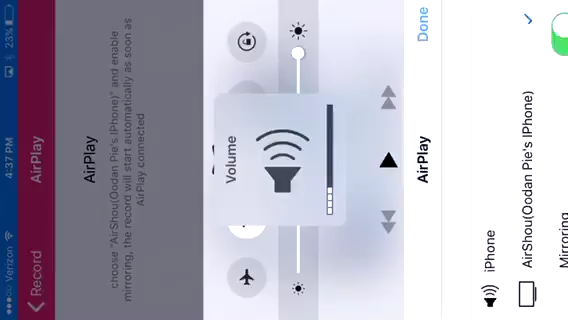 ●●●○○ Verizon 4:37 PM 23%
Record AirPlay
AirPlay
choose "AirShou(Oodan Pie's IPhone)" and enable
mirroring, the record will start automatically as soon as
AirPlay connected
Volume
AirPlay Done
iPhone
AirShou(Oodan Pie's IPhone)
Mirroring